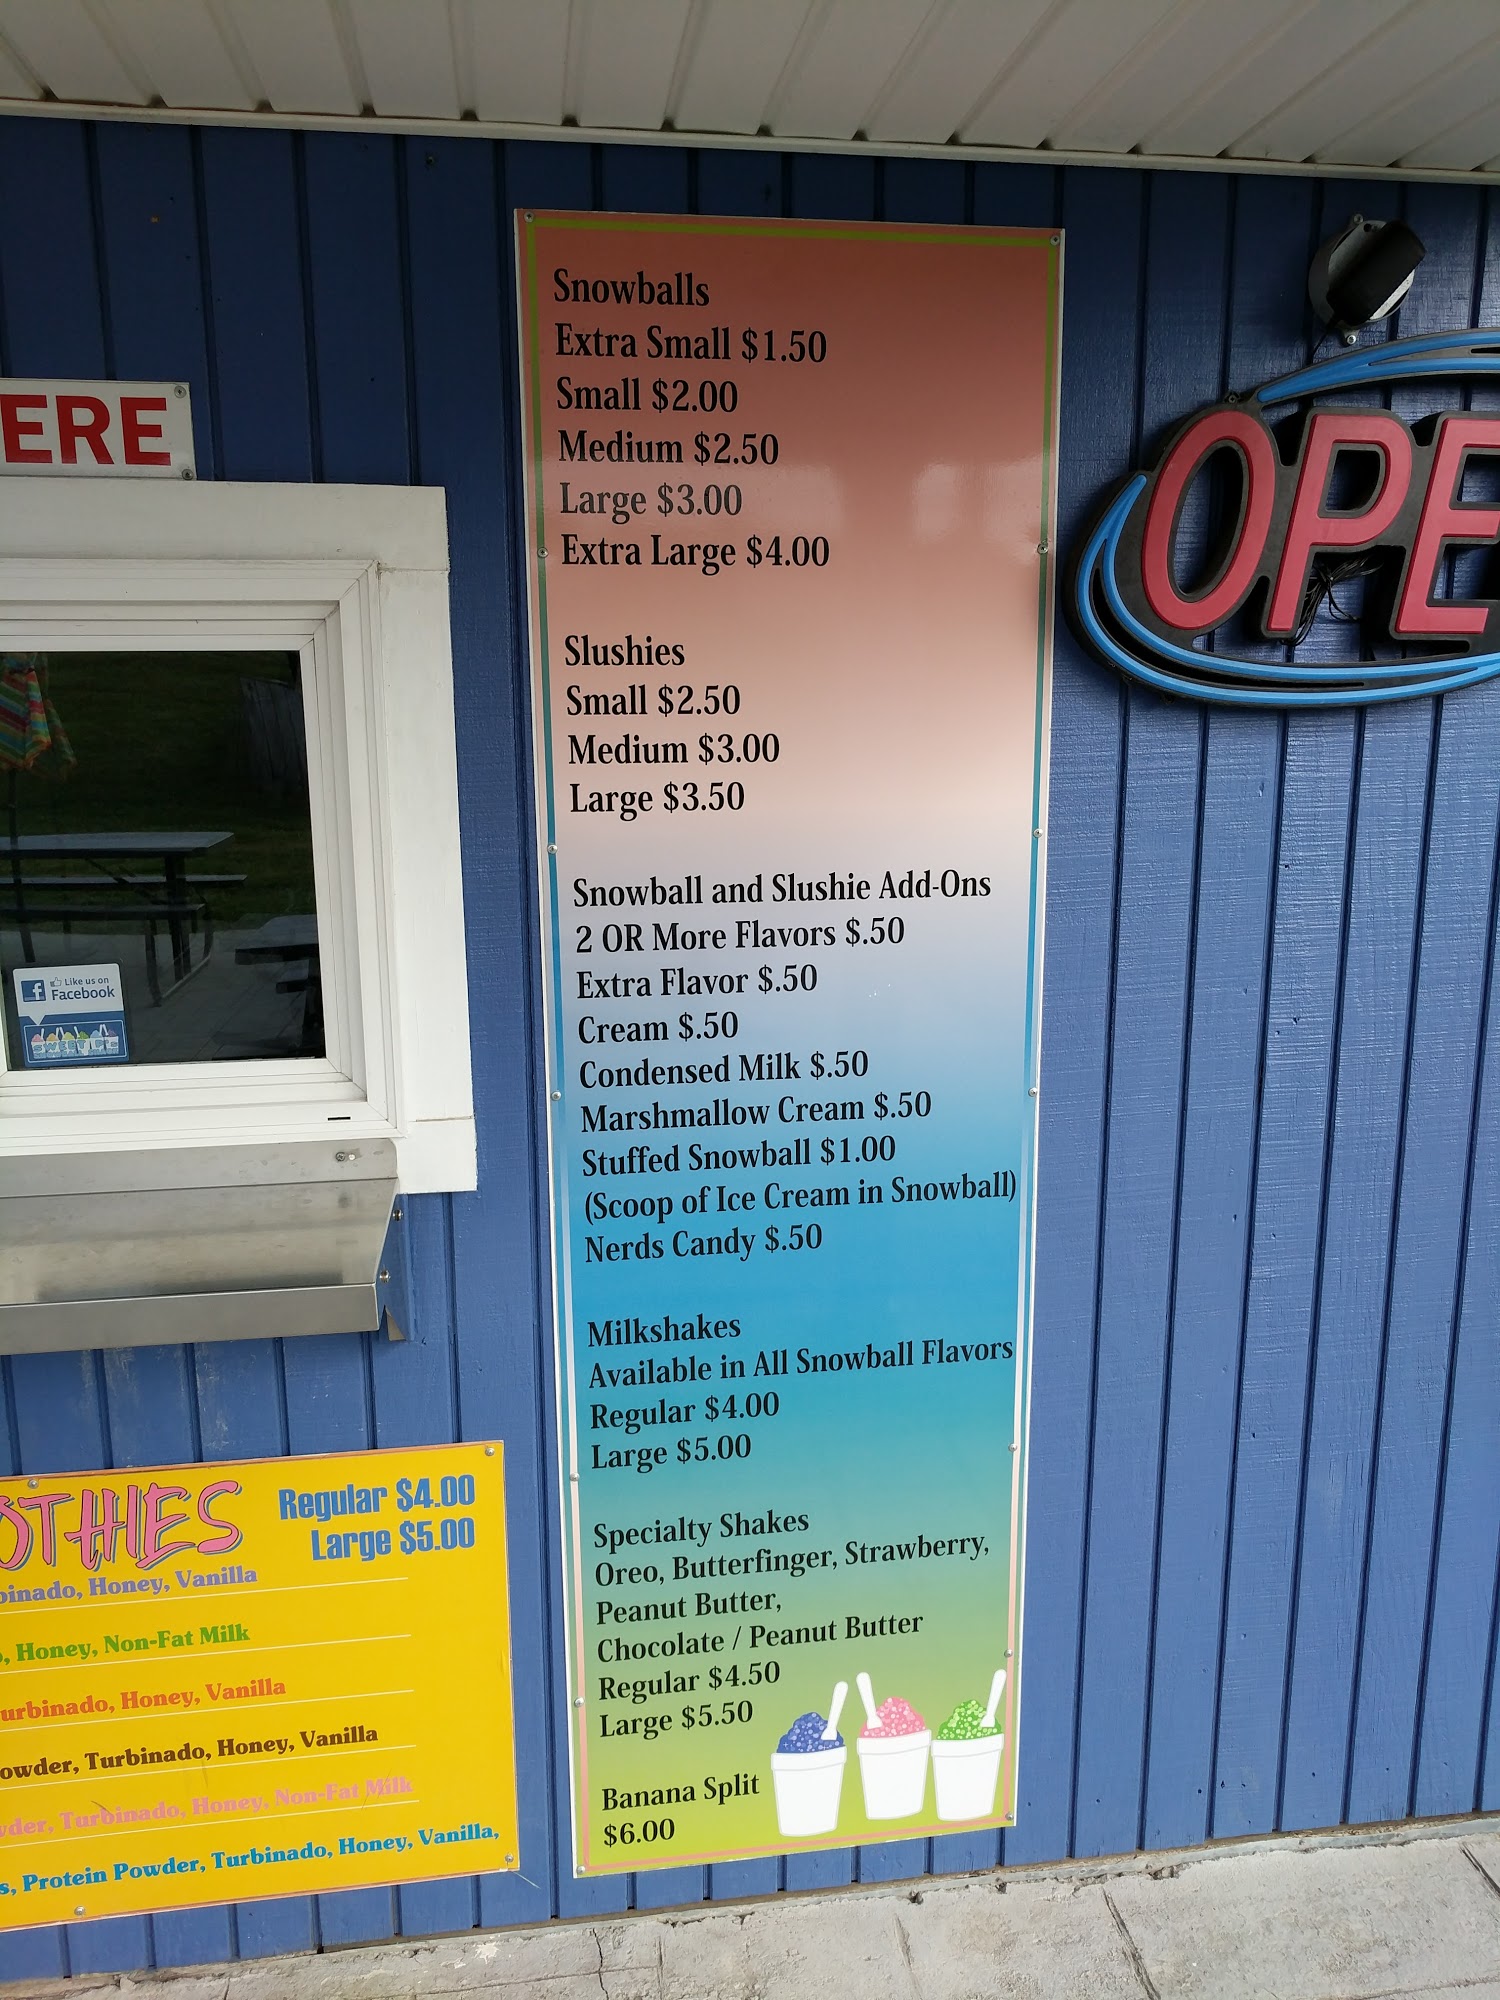 ERE
Like us on
Facebook
SWEET P's
Snowballs
Extra Small $1.50
Small $2.00
Medium $2.50
Large $3.00
Extra Large $4.00
Slushies
Small $2.50
Medium $3.00
Large $3.50
Snowball and Slushie Add-Ons
2 OR More Flavors $.50
Extra Flavor $.50
Cream $.50
Condensed Milk $.50
Marshmallow Cream $.50
Stuffed Snowball $1.00
(Scoop of Ice Cream in Snowball)
Nerds Candy $.50
Milkshakes
Available in All Snowball Flavors
Regular $4.00
Large $5.00
Specialty Shakes
Oreo, Butterfinger, Strawberry,
Peanut Butter,
Chocolate / Peanut Butter
Regular $4.50
Large $5.50
Banana Split
$6.00
OPE
OTHIES
Regular $4.00
Large $5.00
binado, Honey, Vanilla
, Honey, Non-Fat Milk
urbinado, Honey, Vanilla
owder, Turbinado, Honey, Vanilla
wder, Turbinado, Honey, Non-Fat Milk
s, Protein Powder, Turbinado, Honey, Vanilla,